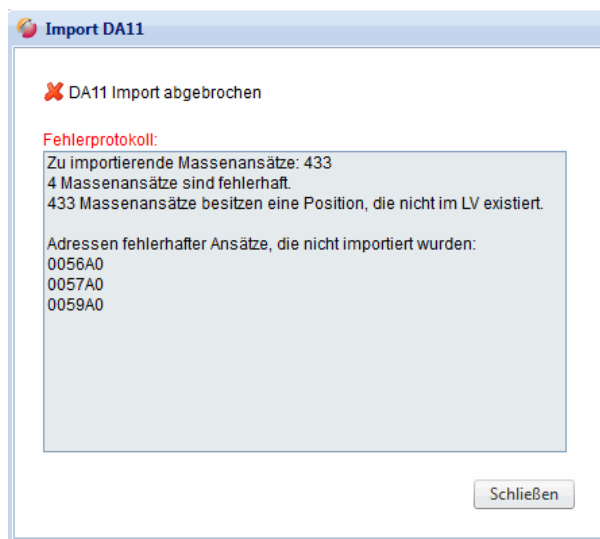 Import DA11
DA11 Import abgebrochen
Fehlerprotokoll:
Zu importierende Massenansätze: 433
4 Massenansätze sind fehlerhaft.
433 Massenansätze besitzen eine Position, die nicht im LV existiert.
Adressen fehlerhafter Ansätze, die nicht importiert wurden:
0056A0
0057A0
0059A0
Schließen